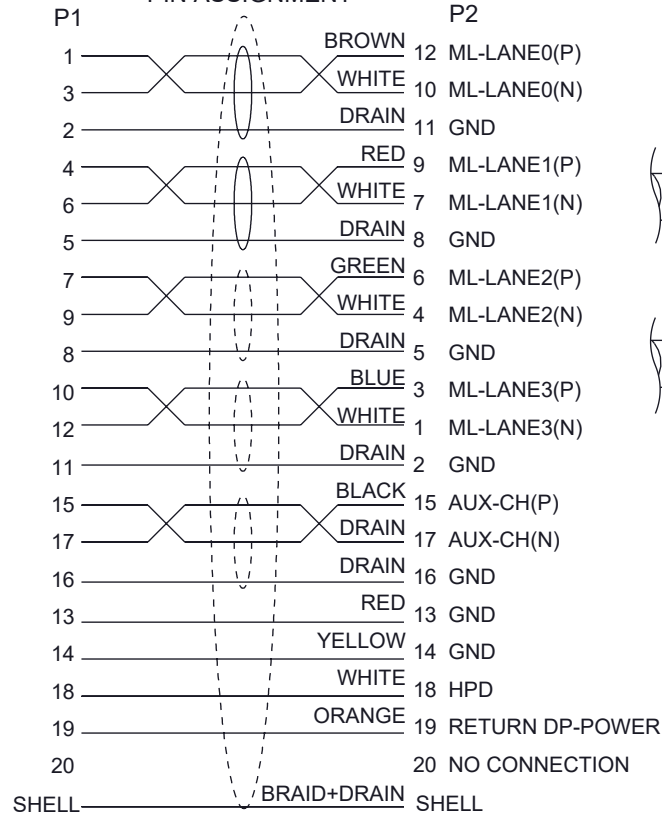 PIN ASSIGNMENT
P1 P2
1 BROWN 12 ML-LANE0(P)
3 WHITE 10 ML-LANE0(N)
2 DRAIN 11 GND
4 RED 9 ML-LANE1(P)
6 WHITE 7 ML-LANE1(N)
5 DRAIN 8 GND
7 GREEN 6 ML-LANE2(P)
9 WHITE 4 ML-LANE2(N)
8 DRAIN 5 GND
10 BLUE 3 ML-LANE3(P)
12 WHITE 1 ML-LANE3(N)
11 DRAIN 2 GND
15 BLACK 15 AUX-CH(P)
17 DRAIN 17 AUX-CH(N)
16 DRAIN 16 GND
13 RED 13 GND
14 YELLOW 14 GND
18 WHITE 18 HPD
19 ORANGE 19 RETURN DP-POWER
20 20 NO CONNECTION
SHELL BRAID+DRAIN SHELL